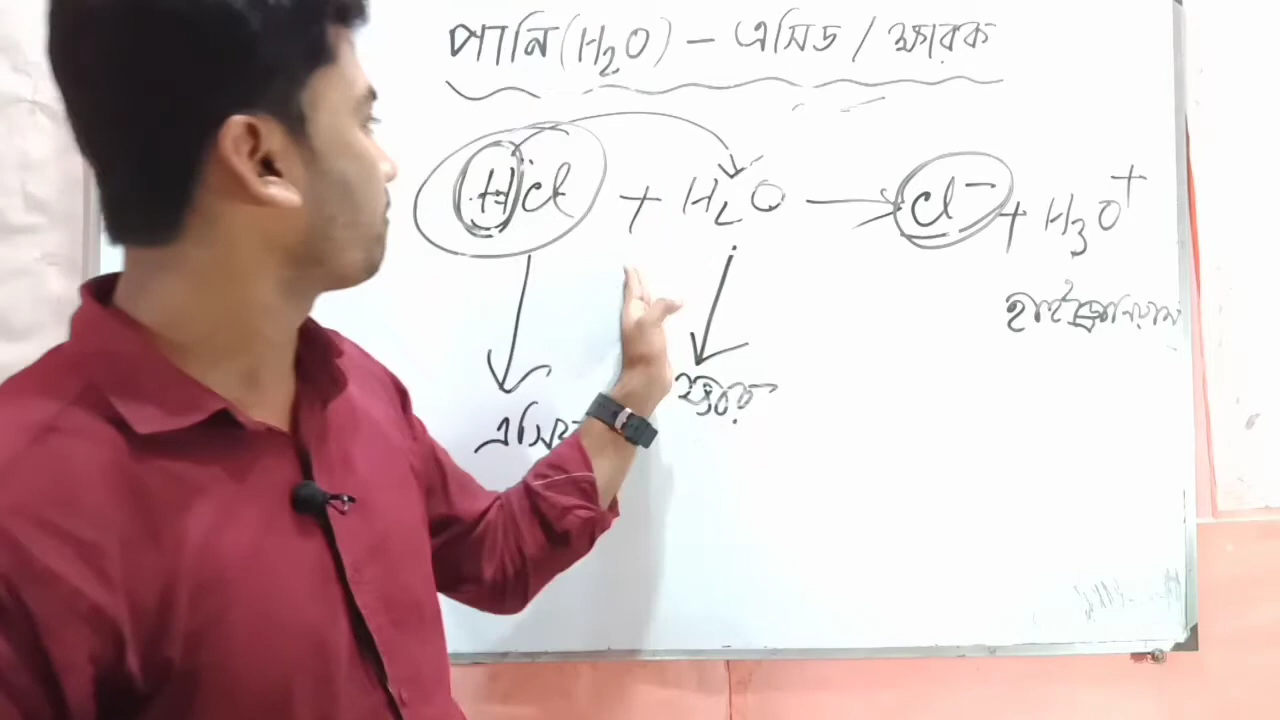 পানি (H₂O) – এসিড / ক্ষারক
HCl + H₂O → Cl⁻ + H₃O⁺
হাইড্রোনিয়াম
এসিড ক্ষারক